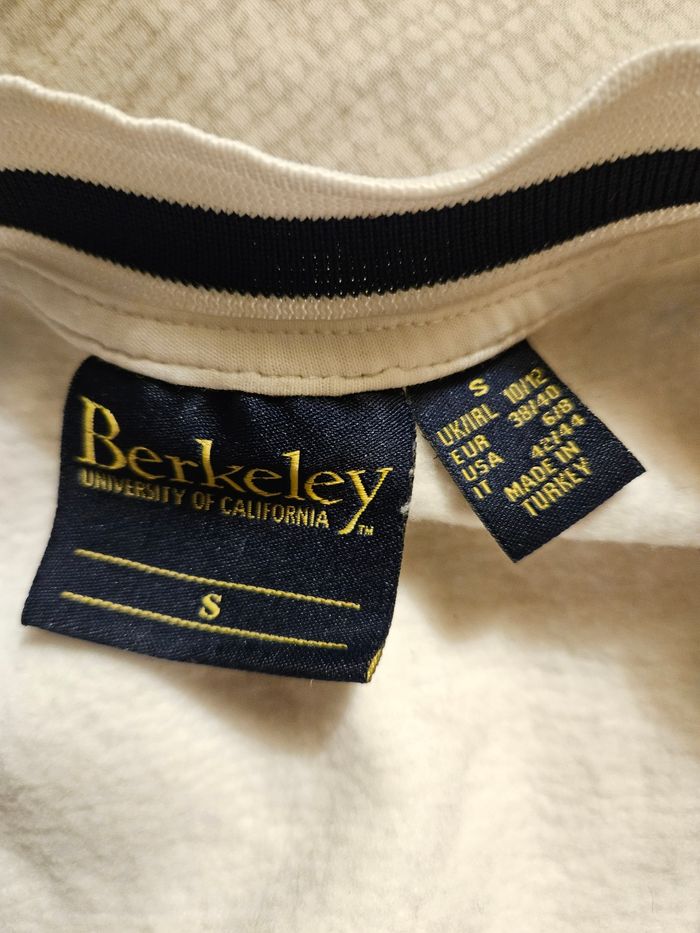 Berkeley
UNIVERSITY OF CALIFORNIA
TM
S
S
UK/IRL 10/12
EUR 38/40
USA 6/8
IT 42/44
MADE IN
TURKEY